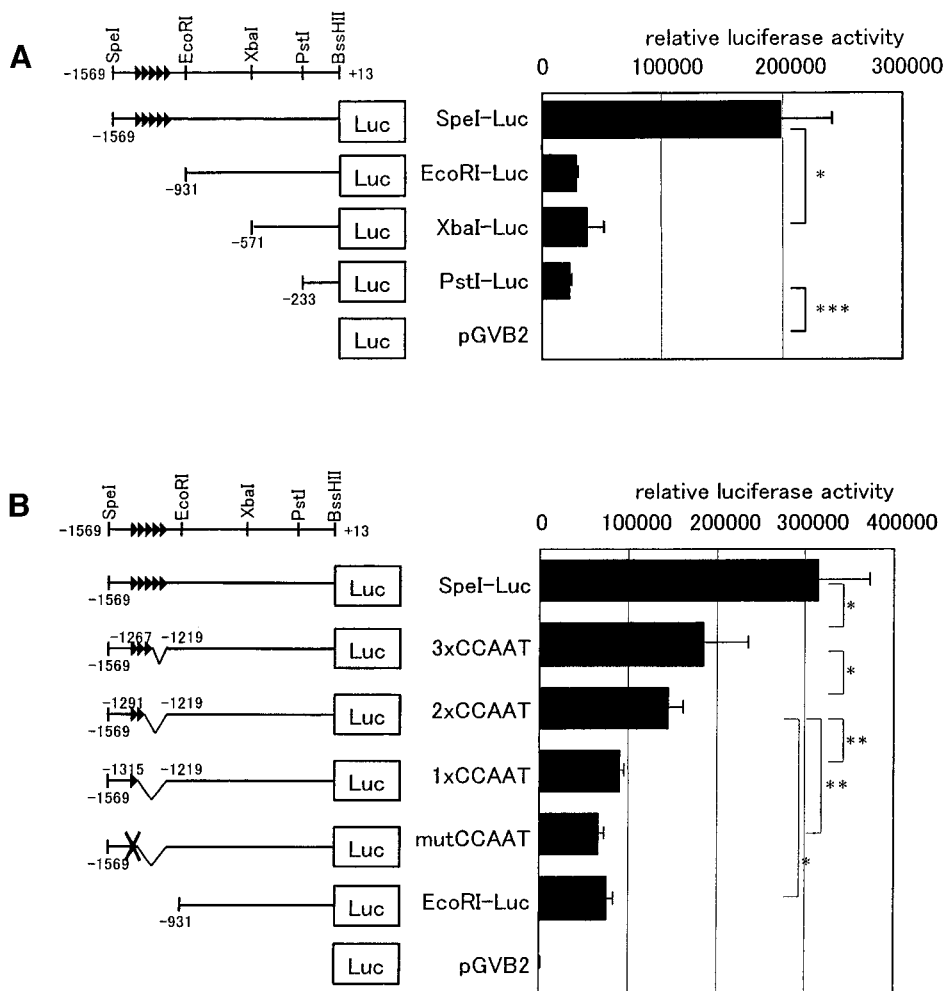 A
SpeI
EcoRI
XbaI
PstI
BssHII
-1569
+13
relative luciferase activity
0 100000 200000 300000
-1569
Luc
SpeI-Luc
-931
Luc
EcoRI-Luc
*
-571
Luc
XbaI-Luc
-233
Luc
PstI-Luc
***
Luc
pGVB2
B
SpeI
EcoRI
XbaI
PstI
BssHII
-1569
+13
relative luciferase activity
0 100000 200000 300000 400000
-1569
Luc
SpeI-Luc
*
-1267 -1219
-1569
Luc
3xCCAAT
*
-1291 -1219
-1569
Luc
2xCCAAT
**
-1315 -1219
-1569
Luc
1xCCAAT
**
-1569
Luc
mutCCAAT
*
-931
Luc
EcoRI-Luc
Luc
pGVB2